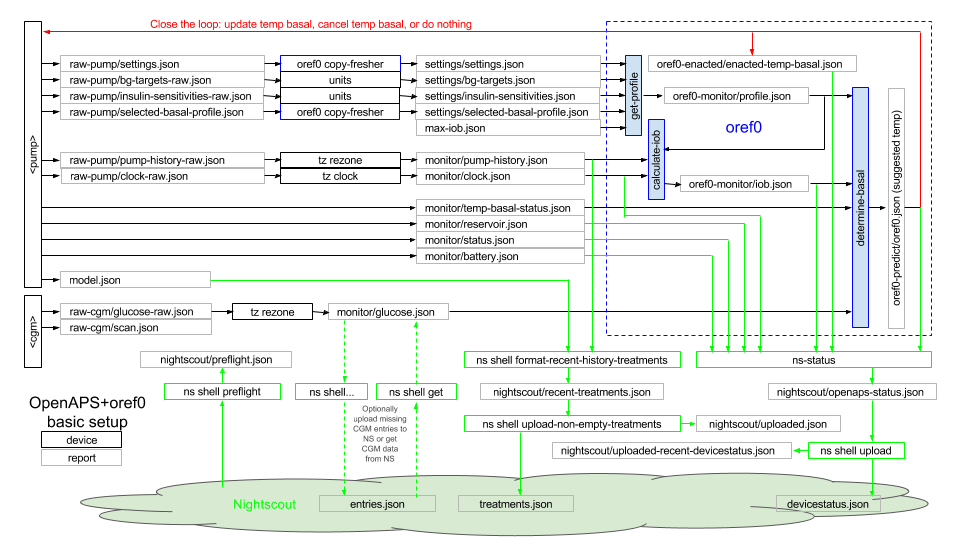 Close the loop: update temp basal, cancel temp basal, or do nothing
<pump>
raw-pump/settings.json
oref0 copy-fresher
settings/settings.json
raw-pump/bg-targets-raw.json
units
settings/bg-targets.json
raw-pump/insulin-sensitivities-raw.json
units
settings/insulin-sensitivities.json
raw-pump/selected-basal-profile.json
oref0 copy-fresher
settings/selected-basal-profile.json
max-iob.json
get-profile
oref0-enacted/enacted-temp-basal.json
oref0-monitor/profile.json
oref0
raw-pump/pump-history-raw.json
tz rezone
monitor/pump-history.json
raw-pump/clock-raw.json
tz clock
monitor/clock.json
calculate-iob
oref0-monitor/iob.json
determine-basal
oref0-predict/oref0.json (suggested temp)
monitor/temp-basal-status.json
monitor/reservoir.json
monitor/status.json
monitor/battery.json
model.json
<cgm>
raw-cgm/glucose-raw.json
tz rezone
monitor/glucose.json
raw-cgm/scan.json
nightscout/preflight.json
ns shell format-recent-history-treatments
ns-status
ns shell preflight
ns shell...
ns shell get
nightscout/recent-treatments.json
nightscout/openaps-status.json
OpenAPS+oref0
basic setup
device
report
Optionally
upload missing
CGM entries to
NS or get
CGM data
from NS
ns shell upload-non-empty-treatments
nightscout/uploaded.json
nightscout/uploaded-recent-devicestatus.json
ns shell upload
Nightscout
entries.json
treatments.json
devicestatus.json